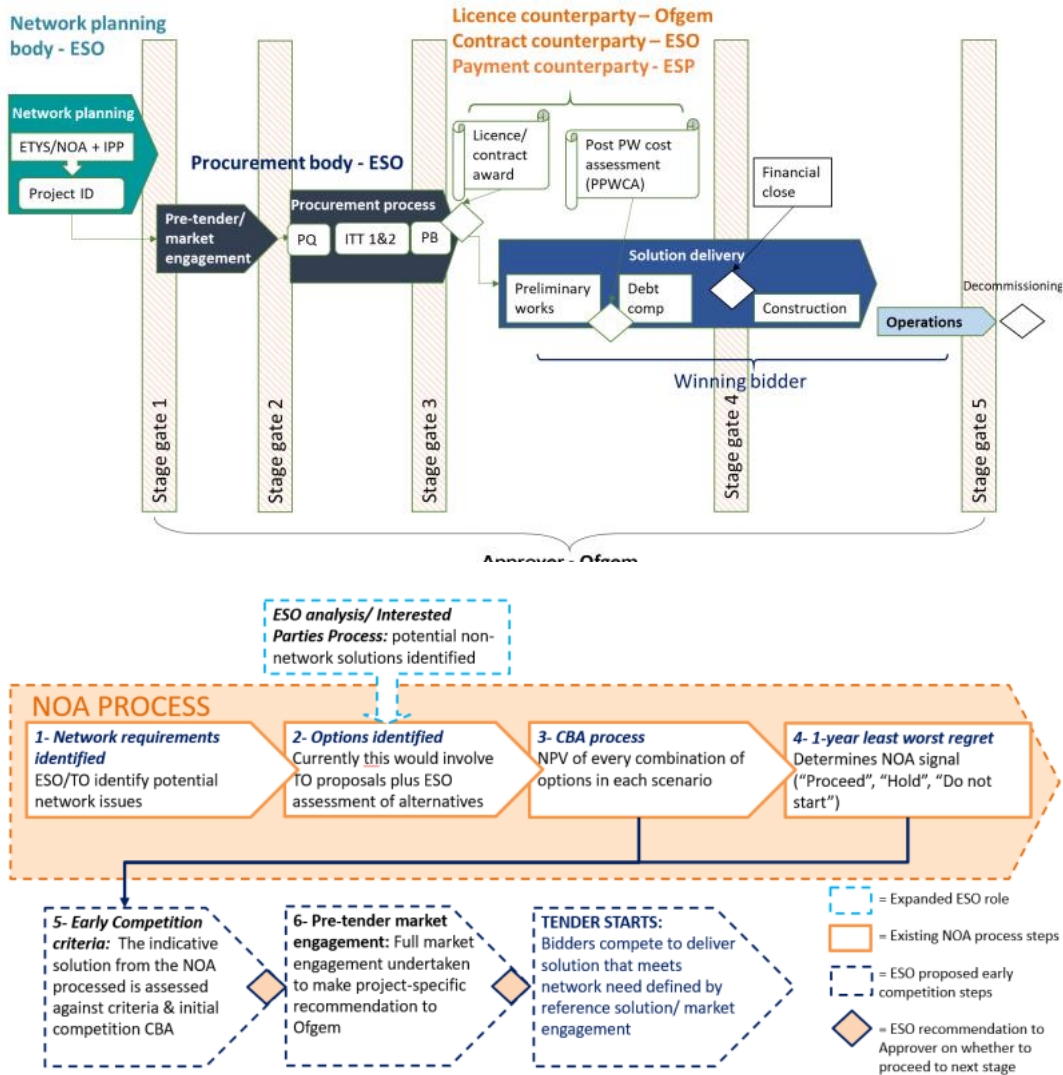 Network planning
body - ESO
Licence counterparty – Ofgem
Contract counterparty – ESO
Payment counterparty - ESP
Network planning
ETYS/NOA + IPP
Project ID
Procurement body - ESO
Licence/
contract
award
Post PW cost
assessment
(PPWCA)
Financial
close
Pre-tender/
market
engagement
Procurement process
PQ
ITT 1&2
PB
Solution delivery
Preliminary
works
Debt
comp
Construction
Decommissioning
Operations
Winning bidder
Stage gate 1
Stage gate 2
Stage gate 3
Stage gate 4
Stage gate 5
Approver - Ofgem
ESO analysis/ Interested
Parties Process: potential non-
network solutions identified
NOA PROCESS
1- Network requirements
identified
ESO/TO identify potential
network issues
2- Options identified
Currently this would involve
TO proposals plus ESO
assessment of alternatives
3- CBA process
NPV of every combination of
options in each scenario
4- 1-year least worst regret
Determines NOA signal
(“Proceed”, “Hold”, “Do not
start”)
5- Early Competition
criteria: The indicative
solution from the NOA
processed is assessed
against criteria & initial
competition CBA
6- Pre-tender market
engagement: Full market
engagement undertaken
to make project-specific
recommendation to
Ofgem
TENDER STARTS:
Bidders compete to deliver
solution that meets
network need defined by
reference solution/ market
engagement
= Expanded ESO role
= Existing NOA process steps
= ESO proposed early
competition steps
= ESO recommendation to
Approver on whether to
proceed to next stage